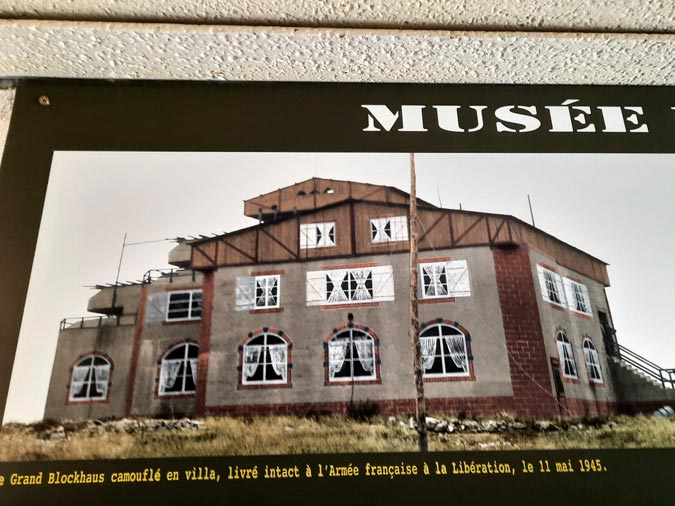 MUSÉE
e Grand Blockhaus camouflé en villa, livré intact à l'Armée française à la Libération, le 11 mai 1945.